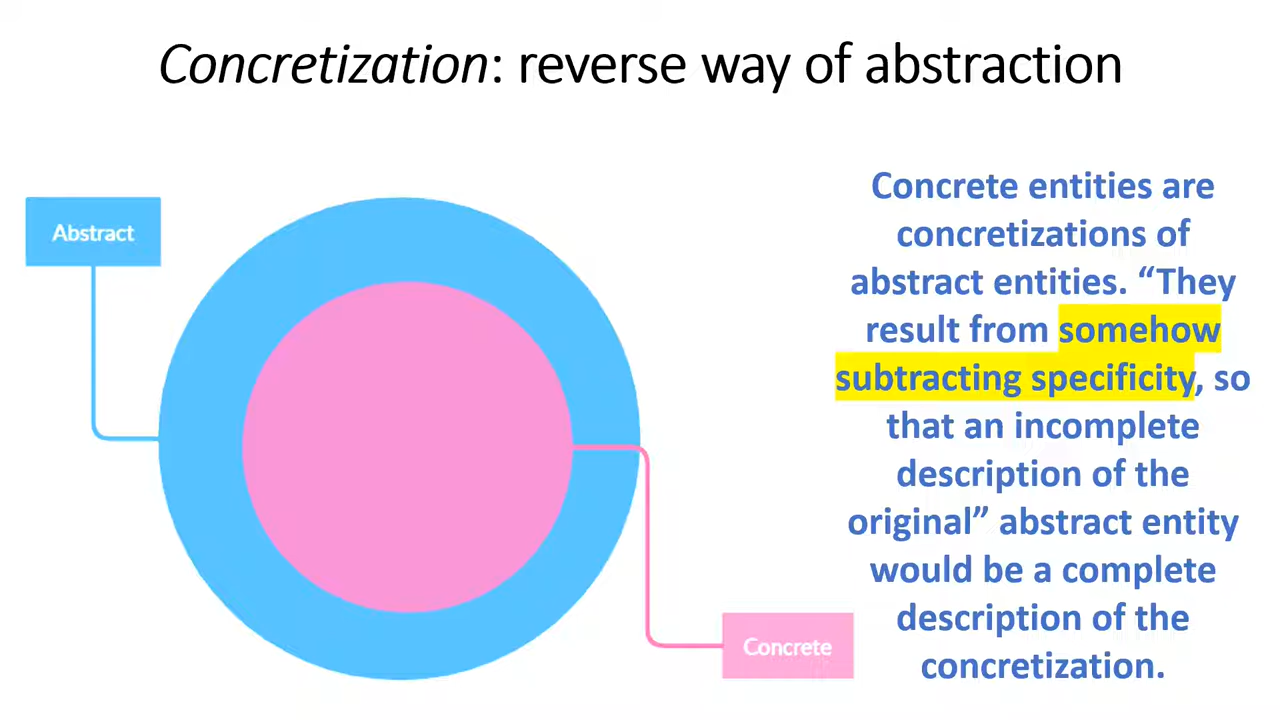 Concretization: reverse way of abstraction
Abstract
Concrete entities are
concretizations of
abstract entities. “They
result from somehow
subtracting specificity, so
that an incomplete
description of the
original” abstract entity
would be a complete
description of the
concretization.
Concrete